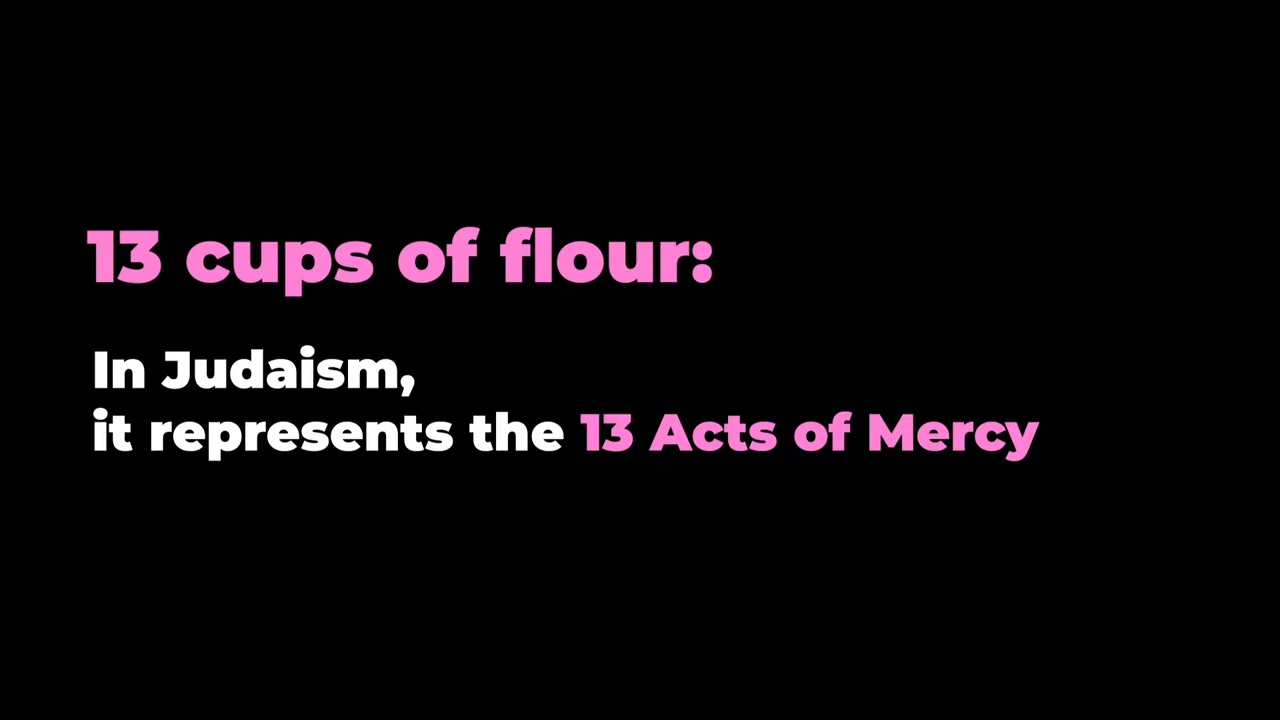 13 cups of flour:
In Judaism,
it represents the 13 Acts of Mercy